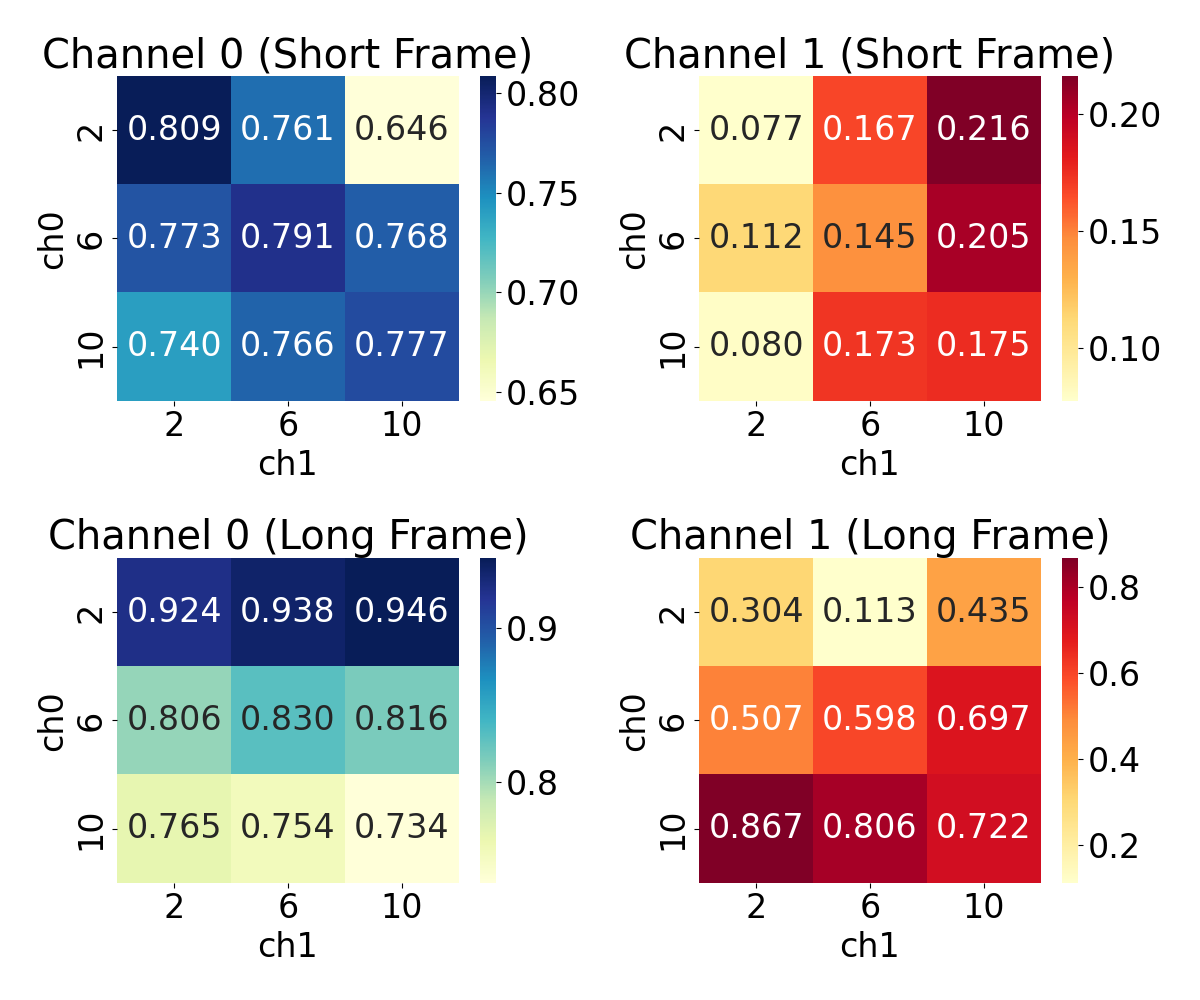 Channel 0 (Short Frame)
0.809 0.761 0.646
0.773 0.791 0.768
0.740 0.766 0.777
2
6
10
ch0
2 6 10
ch1
0.80
0.75
0.70
0.65
Channel 1 (Short Frame)
0.077 0.167 0.216
0.112 0.145 0.205
0.080 0.173 0.175
2
6
10
ch0
2 6 10
ch1
0.20
0.15
0.10
Channel 0 (Long Frame)
0.924 0.938 0.946
0.806 0.830 0.816
0.765 0.754 0.734
2
6
10
ch0
2 6 10
ch1
0.9
0.8
Channel 1 (Long Frame)
0.304 0.113 0.435
0.507 0.598 0.697
0.867 0.806 0.722
2
6
10
ch0
2 6 10
ch1
0.8
0.6
0.4
0.2